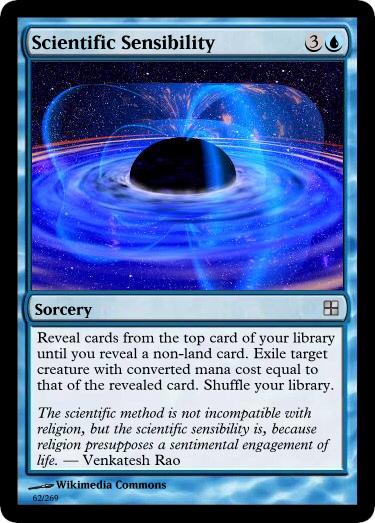 Scientific Sensibility 3
Sorcery
Reveal cards from the top card of your library
until you reveal a non-land card. Exile target
creature with converted mana cost equal to
that of the revealed card. Shuffle your library.
The scientific method is not incompatible with
religion, but the scientific sensibility is, because
religion presupposes a sentimental engagement of
life. — Venkatesh Rao
Wikimedia Commons
62/269